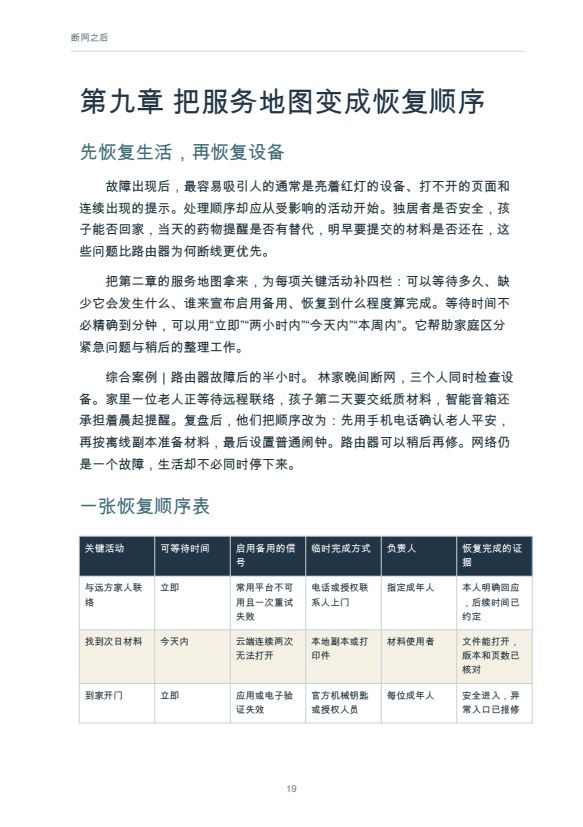 断网之后
第九章 把服务地图变成恢复顺序
先恢复生活，再恢复设备
故障出现后，最容易吸引人的通常是亮着红灯的设备、打不开的页面和
连续出现的提示。处理顺序却应从受影响的活动开始。独居者是否安全，孩
子能否回家，当天的药物提醒是否有替代，明早要提交的材料是否还在，这
些问题比路由器为何断线更优先。
把第二章的服务地图拿来，为每项关键活动补四栏：可以等待多久、缺
少它会发生什么、谁来宣布启用备用、恢复到什么程度算完成。等待时间不
必精确到分钟，可以用“立即”“两小时内”“今天内”“本周内”。它帮助家庭区分
紧急问题与稍后的整理工作。
综合案例｜路由器故障后的半小时。 林家晚间断网，三个人同时检查设
备。家里一位老人正等待远程联络，孩子第二天要交纸质材料，智能音箱还
承担着晨起提醒。复盘后，他们把顺序改为：先用手机电话确认老人平安，
再按离线副本准备材料，最后设置普通闹钟。路由器可以稍后再修。网络仍
是一个故障，生活却不必同时停下来。
一张恢复顺序表
关键活动 可等待时间 启用备用的信 临时完成方式 负责人 恢复完成的证
号 据
与远方家人联 立即 常用平台不可 电话或授权联 指定成年人 本人明确回应
络 用且一次重试 系人上门 ，后续时间已
失败 约定
找到次日材料 今天内 云端连续两次 本地副本或打 材料使用者 文件能打开，
无法打开 印件 版本和页数已
核对
到家开门 立即 应用或电子验 官方机械钥匙 每位成年人 安全进入，异
证失效 或授权人员 常入口已报修
19